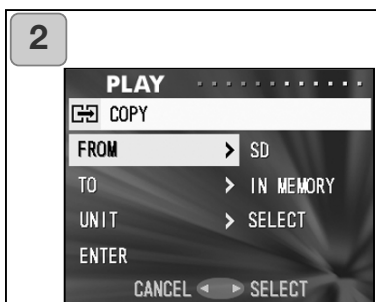 2
PLAY
COPY
FROM > SD
TO > IN MEMORY
UNIT > SELECT
ENTER
CANCEL ◀ ▶ SELECT